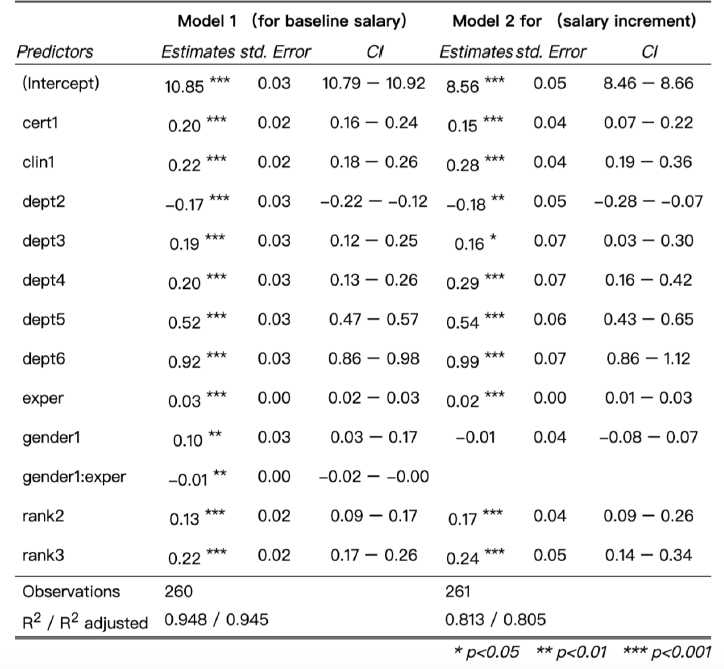 Model 1 (for baseline salary) Model 2 for (salary increment)
Predictors Estimates std. Error CI Estimates std. Error CI
(Intercept) 10.85 *** 0.03 10.79 – 10.92 8.56 *** 0.05 8.46 – 8.66
cert1 0.20 *** 0.02 0.16 – 0.24 0.15 *** 0.04 0.07 – 0.22
clin1 0.22 *** 0.02 0.18 – 0.26 0.28 *** 0.04 0.19 – 0.36
dept2 –0.17 *** 0.03 –0.22 – –0.12 –0.18 ** 0.05 –0.28 – –0.07
dept3 0.19 *** 0.03 0.12 – 0.25 0.16 * 0.07 0.03 – 0.30
dept4 0.20 *** 0.03 0.13 – 0.26 0.29 *** 0.07 0.16 – 0.42
dept5 0.52 *** 0.03 0.47 – 0.57 0.54 *** 0.06 0.43 – 0.65
dept6 0.92 *** 0.03 0.86 – 0.98 0.99 *** 0.07 0.86 – 1.12
exper 0.03 *** 0.00 0.02 – 0.03 0.02 *** 0.00 0.01 – 0.03
gender1 0.10 ** 0.03 0.03 – 0.17 –0.01 0.04 –0.08 – 0.07
gender1:exper –0.01 ** 0.00 –0.02 – –0.00
rank2 0.13 *** 0.02 0.09 – 0.17 0.17 *** 0.04 0.09 – 0.26
rank3 0.22 *** 0.02 0.17 – 0.26 0.24 *** 0.05 0.14 – 0.34
Observations 260 261
R² / R² adjusted 0.948 / 0.945 0.813 / 0.805
* p<0.05 ** p<0.01 *** p<0.001